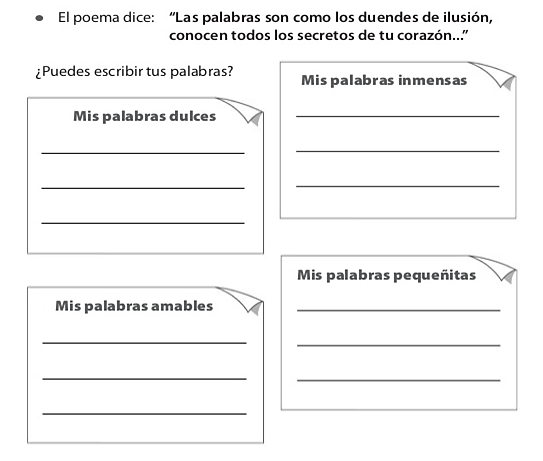 ● El poema dice: “Las palabras son como los duendes de ilusión,
conocen todos los secretos de tu corazón...”
¿Puedes escribir tus palabras?
Mis palabras dulces
Mis palabras inmensas
Mis palabras amables
Mis palabras pequeñitas